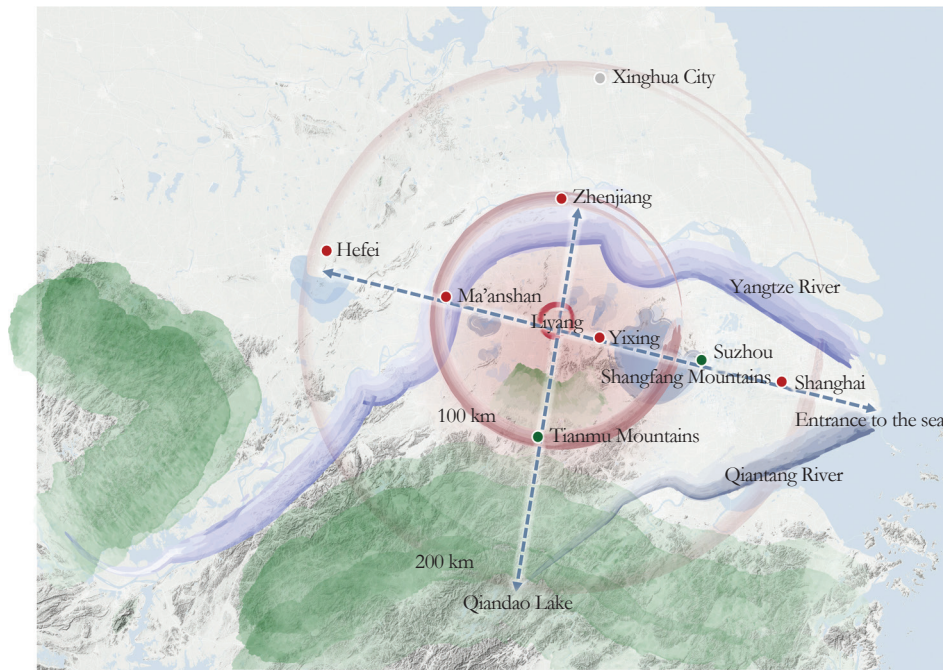 Xinghua City
Zhenjiang
Hefei
Yangtze River
Ma'anshan
Liyang
Yixing
Suzhou
Shangfang Mountains
Shanghai
100 km
Entrance to the sea
Tianmu Mountains
Qiantang River
200 km
Qiandao Lake